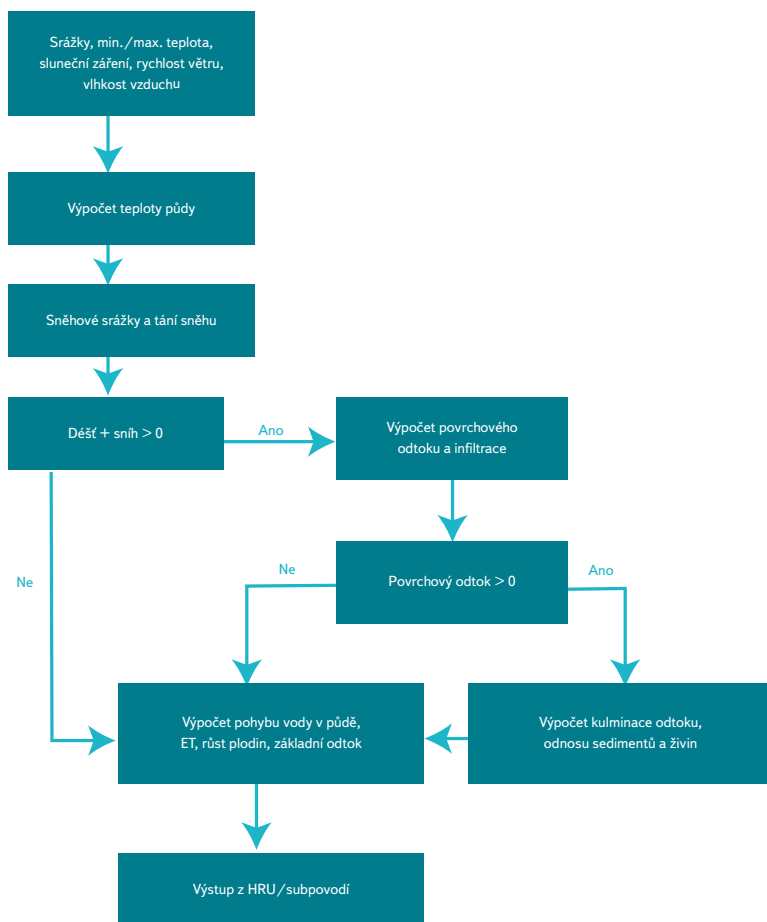 Srážky, min./max. teplota,
sluneční záření, rychlost větru,
vlhkost vzduchu
Výpočet teploty půdy
Sněhové srážky a tání sněhu
Déšť + sníh > 0
Ano
Výpočet povrchového
odtoku a infiltrace
Ne
Povrchový odtok > 0
Ne
Ano
Výpočet pohybu vody v půdě,
ET, růst plodin, základní odtok
Výpočet kulminace odtoku,
odnosu sedimentů a živin
Výstup z HRU/subpovodí